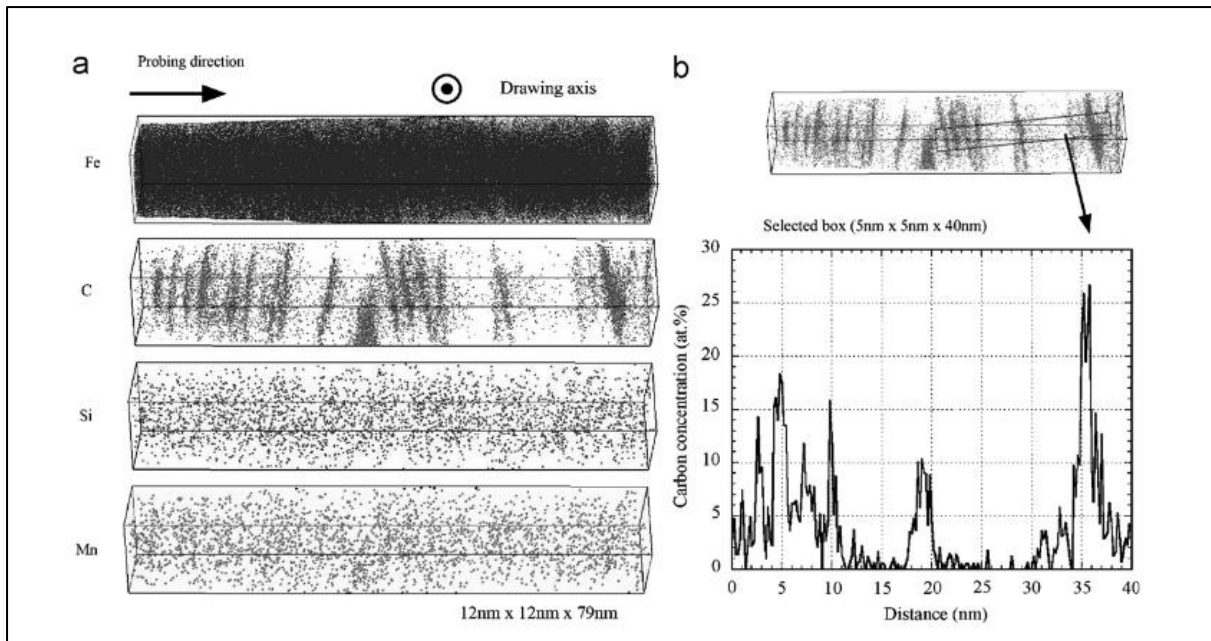 a
Probing direction
Drawing axis
Fe
C
Si
Mn
12nm x 12nm x 79nm
b
Selected box (5nm x 5nm x 40nm)
Carbon concentration (at.%)
30
25
20
15
10
5
0
0 5 10 15 20 25 30 35 40
Distance (nm)